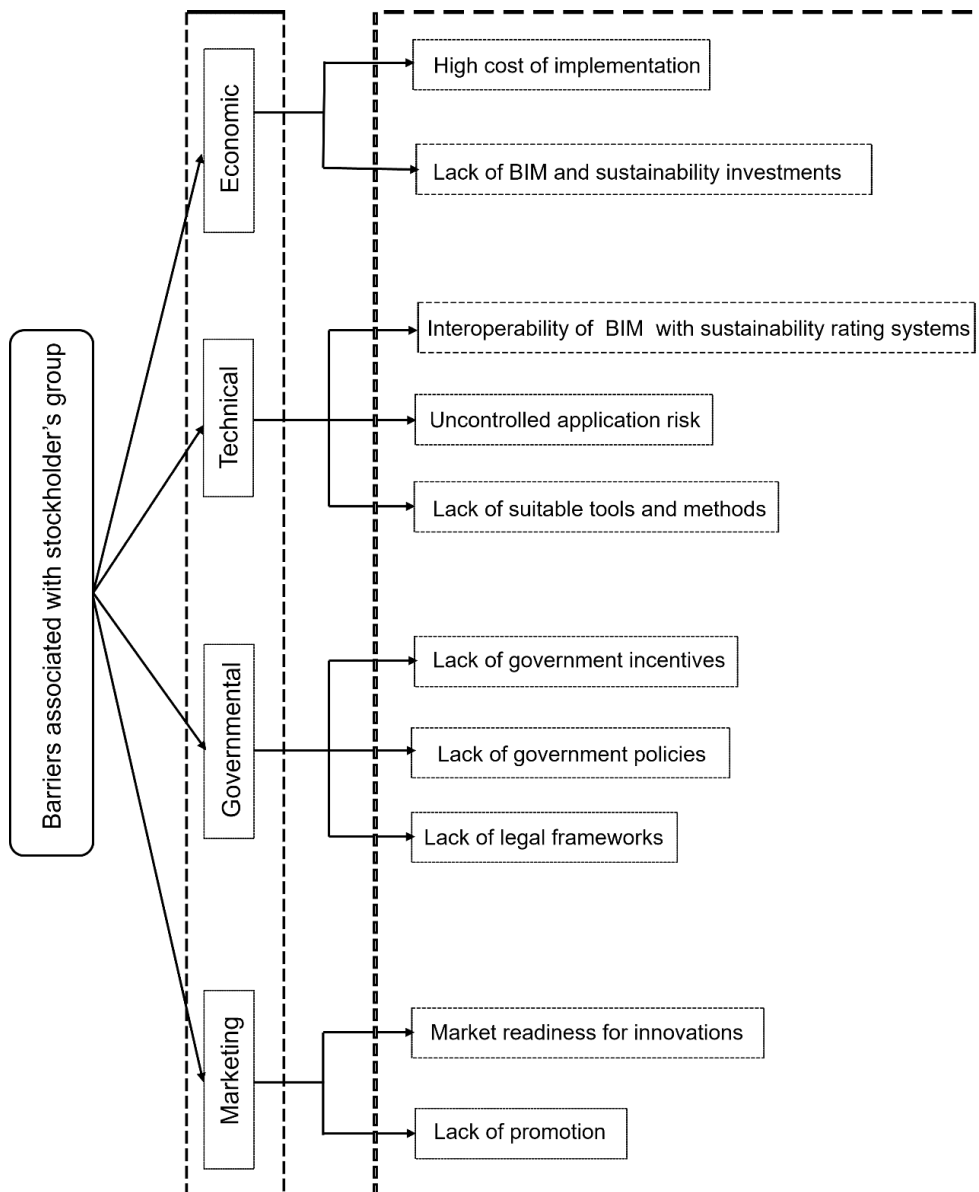 Barriers associated with stockholder’s group
Economic
High cost of implementation
Lack of BIM and sustainability investments
Technical
Interoperability of BIM with sustainability rating systems
Uncontrolled application risk
Lack of suitable tools and methods
Governmental
Lack of government incentives
Lack of government policies
Lack of legal frameworks
Marketing
Market readiness for innovations
Lack of promotion